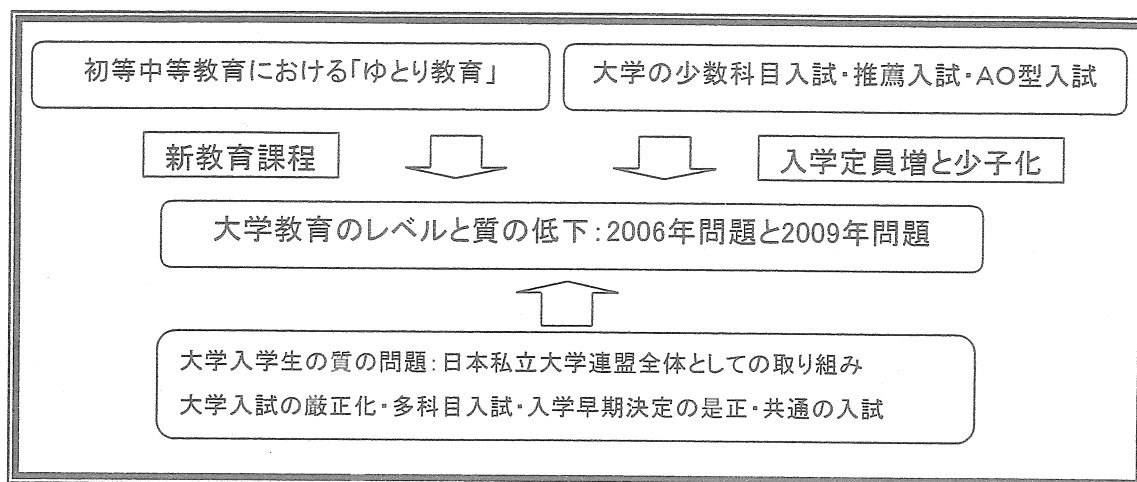 初等中等教育における「ゆとり教育」
大学の少数科目入試・推薦入試・AO型入試
新教育課程
入学定員増と少子化
大学教育のレベルと質の低下：2006年問題と2009年問題
大学入学生の質の問題：日本私立大学連盟全体としての取り組み
大学入試の厳正化・多科目入試・入学早期決定の是正・共通の入試